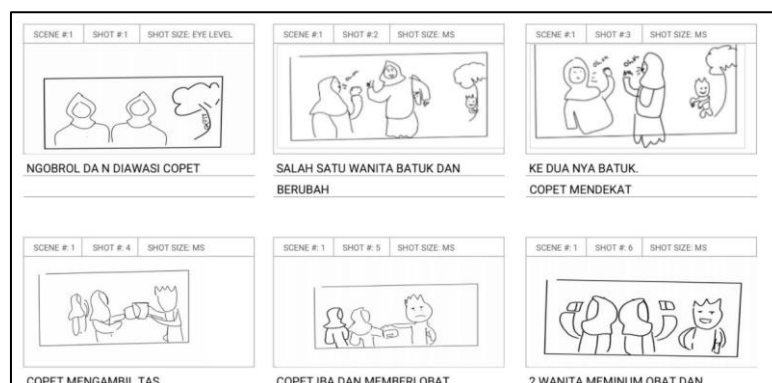 SCENE #:1 SHOT #:1 SHOT SIZE: EYE LEVEL
NGOBROL DA N DIAWASI COPET
SCENE #:1 SHOT #:2 SHOT SIZE: MS
SALAH SATU WANITA BATUK DAN
BERUBAH
SCENE #:1 SHOT #:3 SHOT SIZE: MS
KE DUA NYA BATUK.
COPET MENDEKAT
SCENE #: 1 SHOT #: 4 SHOT SIZE: MS
COPET MENGAMBIL TAS
SCENE #: 1 SHOT #: 5 SHOT SIZE: MS
COPET IBA DAN MEMBERI OBAT
SCENE #: 1 SHOT #: 6 SHOT SIZE: MS
2 WANITA MEMINUM OBAT DAN